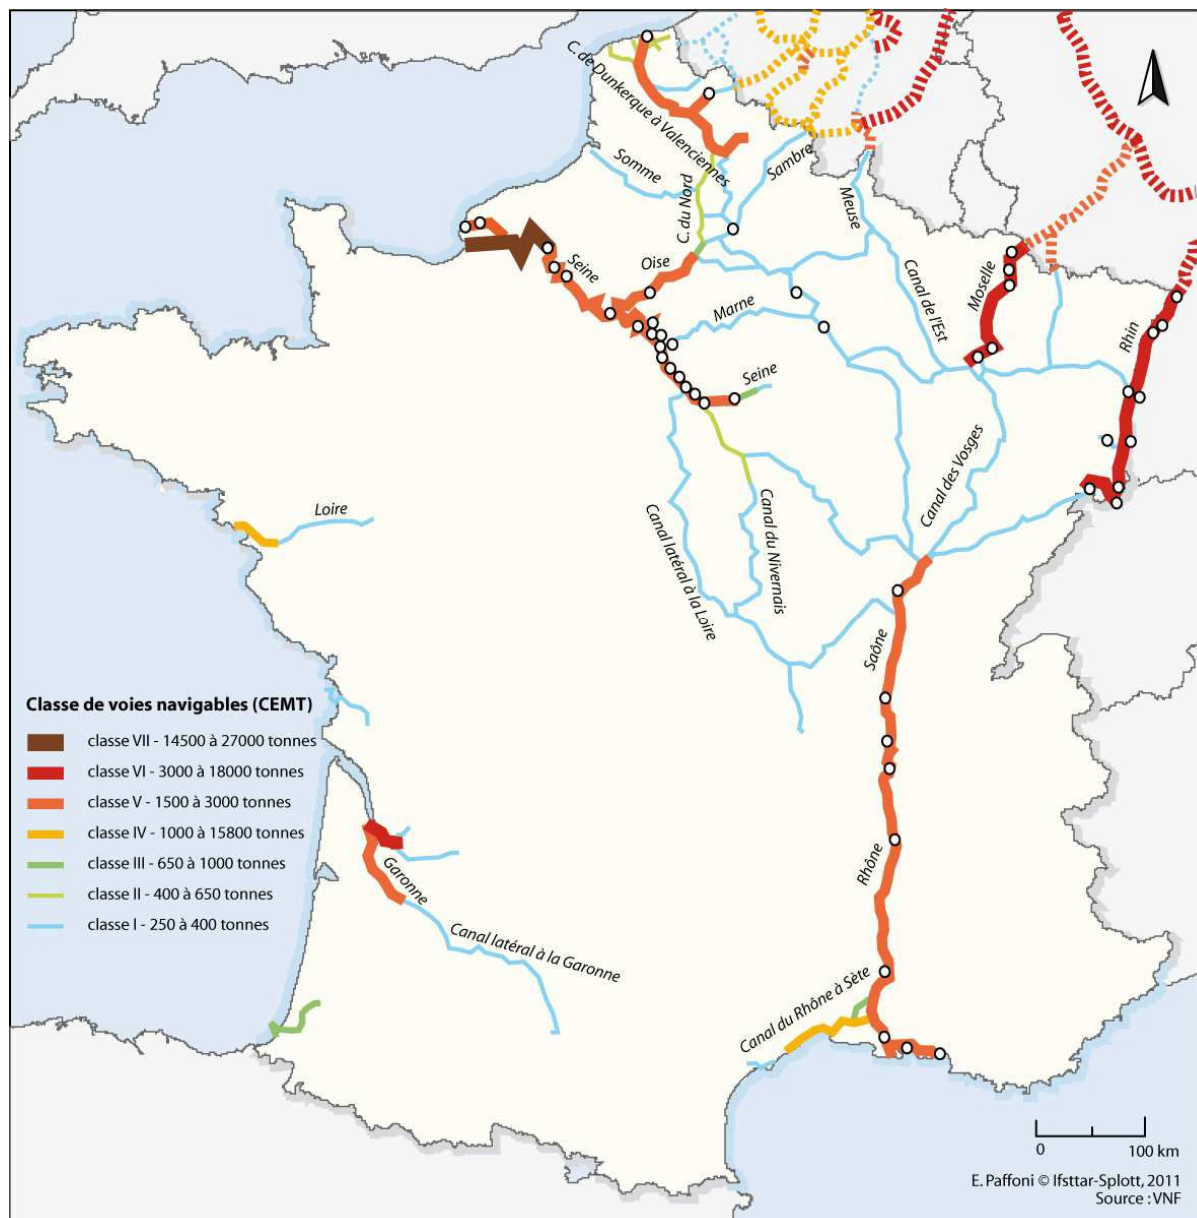 C. de Dunkerque à Valenciennes
Somme
Sambre
C. du Nord
Meuse
Oise
Seine
Marne
Canal de l'Est
Moselle
Rhin
Seine
Canal des Vosges
Loire
Canal latéral à la Loire
Canal du Nivernais
Saône
Classe de voies navigables (CEMT)
classe VII - 14500 à 27000 tonnes
classe VI - 3000 à 18000 tonnes
classe V - 1500 à 3000 tonnes
classe IV - 1000 à 15800 tonnes
classe III - 650 à 1000 tonnes
classe II - 400 à 650 tonnes
classe I - 250 à 400 tonnes
Garonne
Rhône
Canal latéral à la Garonne
Canal du Rhône à Sète
0 100 km
E. Paffoni © Ifsttar-Splott, 2011
Source : VNF